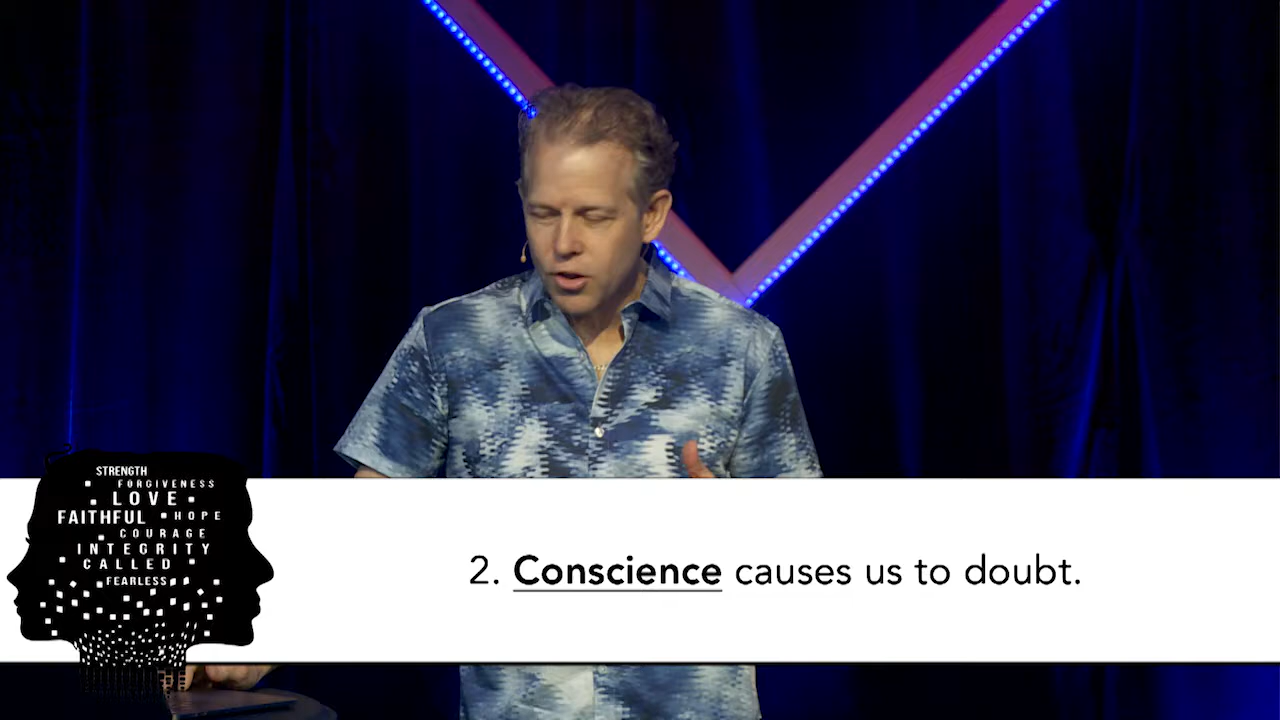 STRENGTH
FORGIVENESS
LOVE
FAITHFUL HOPE
COURAGE
INTEGRITY
CALLED
FEARLESS
2. Conscience causes us to doubt.